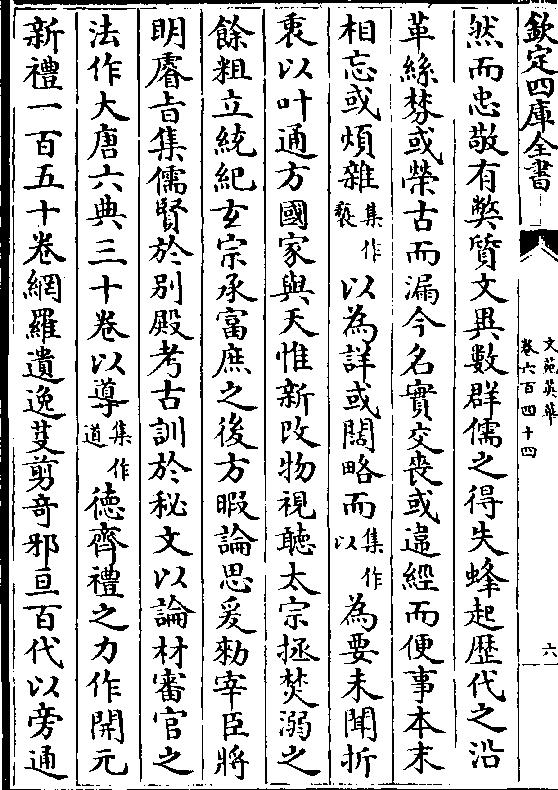 欽定四庫全書
文苑英華
卷六百四十四
六
然而忠敬有弊質文異數群儒之得失蜂起歷代之沿
革絲棼或榮古而漏今名實交喪或違經而便事本末
相忘或煩雜集作褻以為詳或闊略而集作以為要未聞折
衷以叶通方國家與天惟新改物視聽太宗拯焚溺之
餘粗立統紀玄宗承富庶之後方暇論思爰勑宰臣將
明睿旨集儒賢於別殿考古訓於秘文以論材審官之
法作大唐六典三十卷以導集作道德齊禮之力作開元
新禮一百五十卷網羅遺逸芟剪竒邪亘百代以旁通